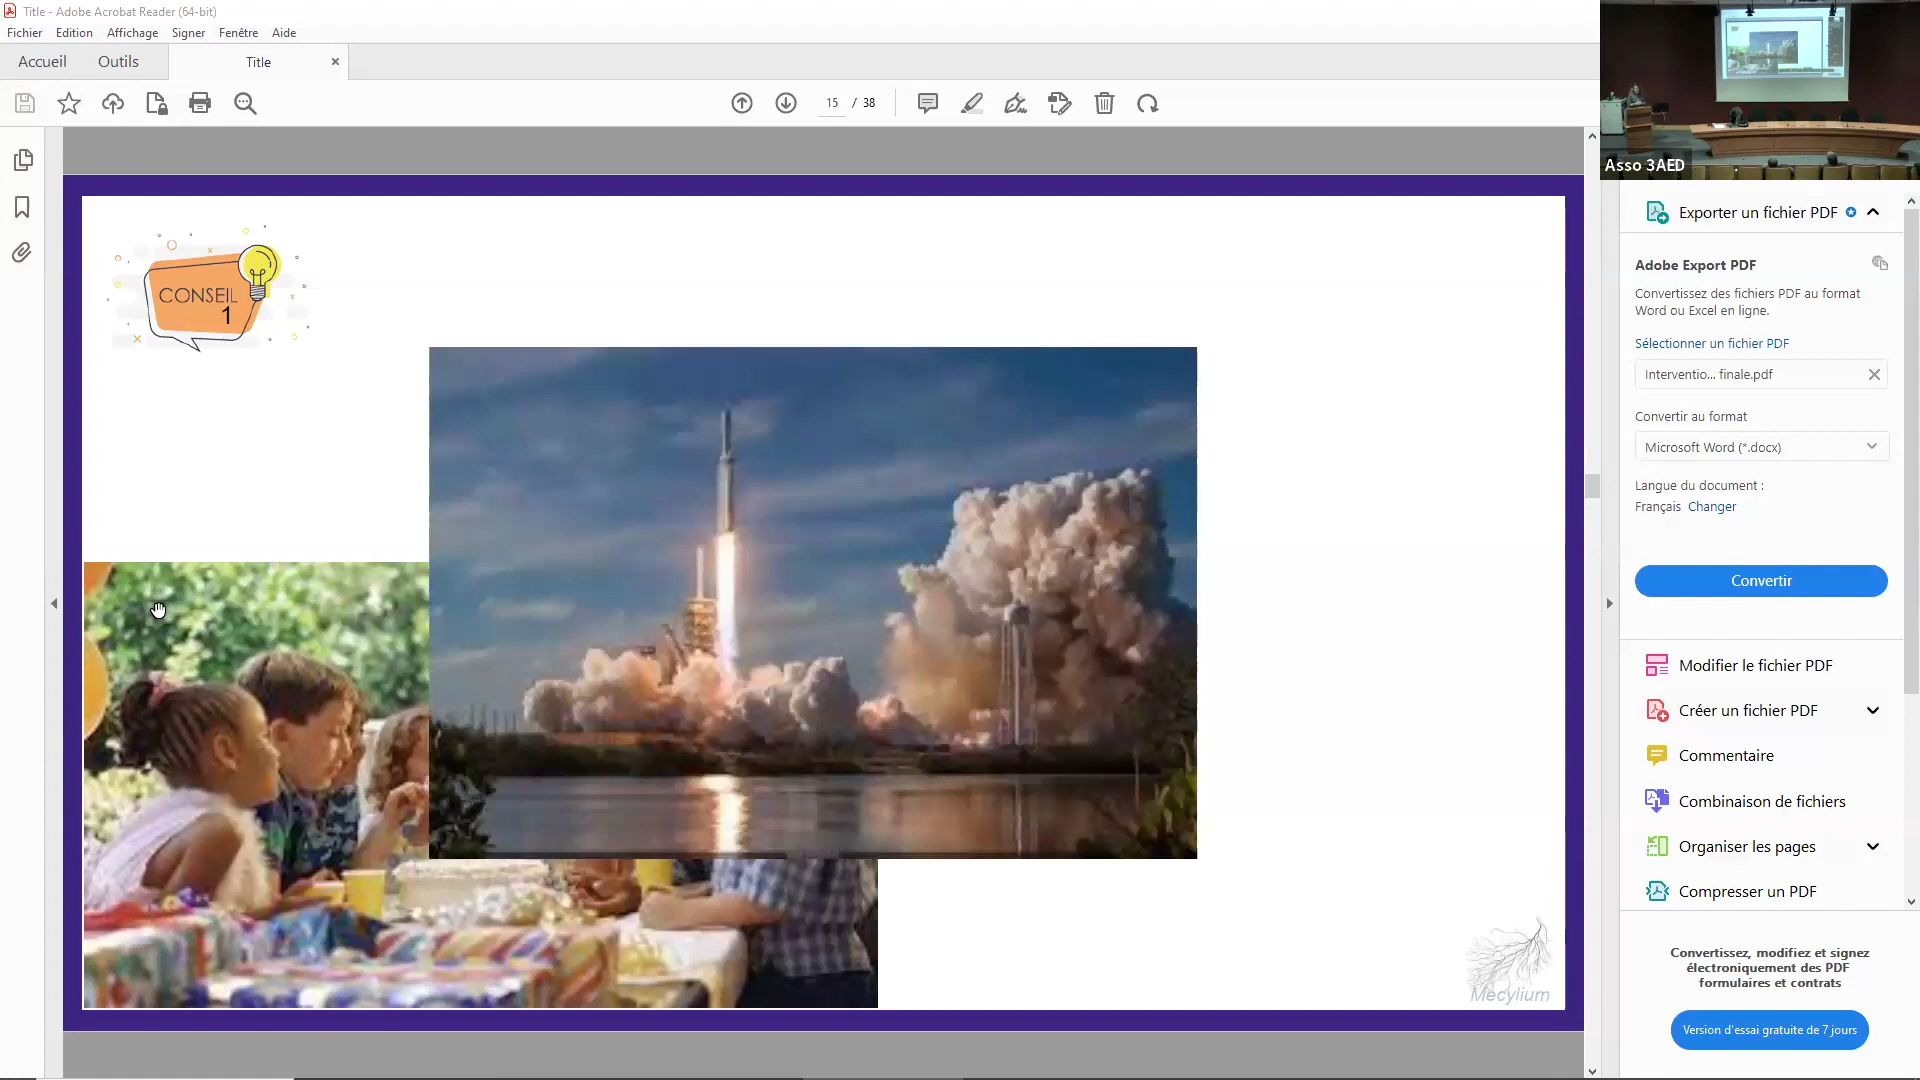 Title - Adobe Acrobat Reader (64-bit)
Fichier Edition Affichage Signer Fenêtre Aide
Accueil Outils Title
15 / 38
Asso 3AED
CONSEIL
1
Mecylium
Exporter un fichier PDF
Adobe Export PDF
Convertissez des fichiers PDF au format
Word ou Excel en ligne.
Sélectionner un fichier PDF
Interventio... finale.pdf
Convertir au format
Microsoft Word (*.docx)
Langue du document :
Français Changer
Convertir
Modifier le fichier PDF
Créer un fichier PDF
Commentaire
Combinaison de fichiers
Organiser les pages
Compresser un PDF
Convertissez, modifiez et signez
électroniquement des PDF
formulaires et contrats
Version d'essai gratuite de 7 jours